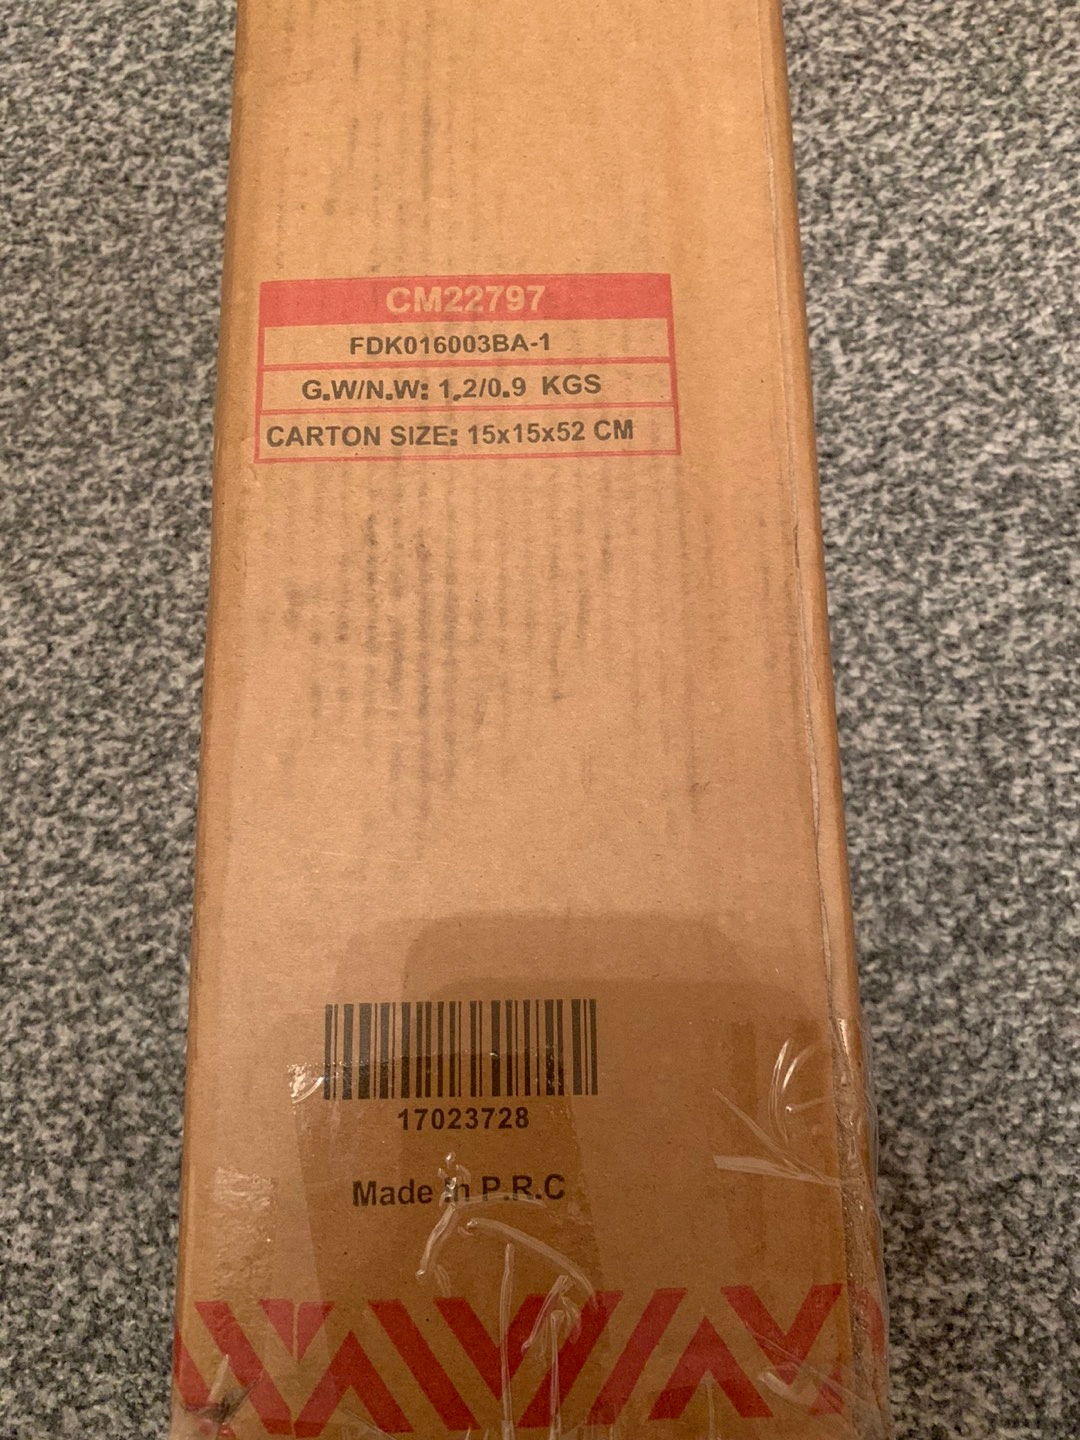 CM22797
FDK016003BA-1
G.W/N.W: 1.2/0.9 KGS
CARTON SIZE: 15x15x52 CM
17023728
Made in P.R.C